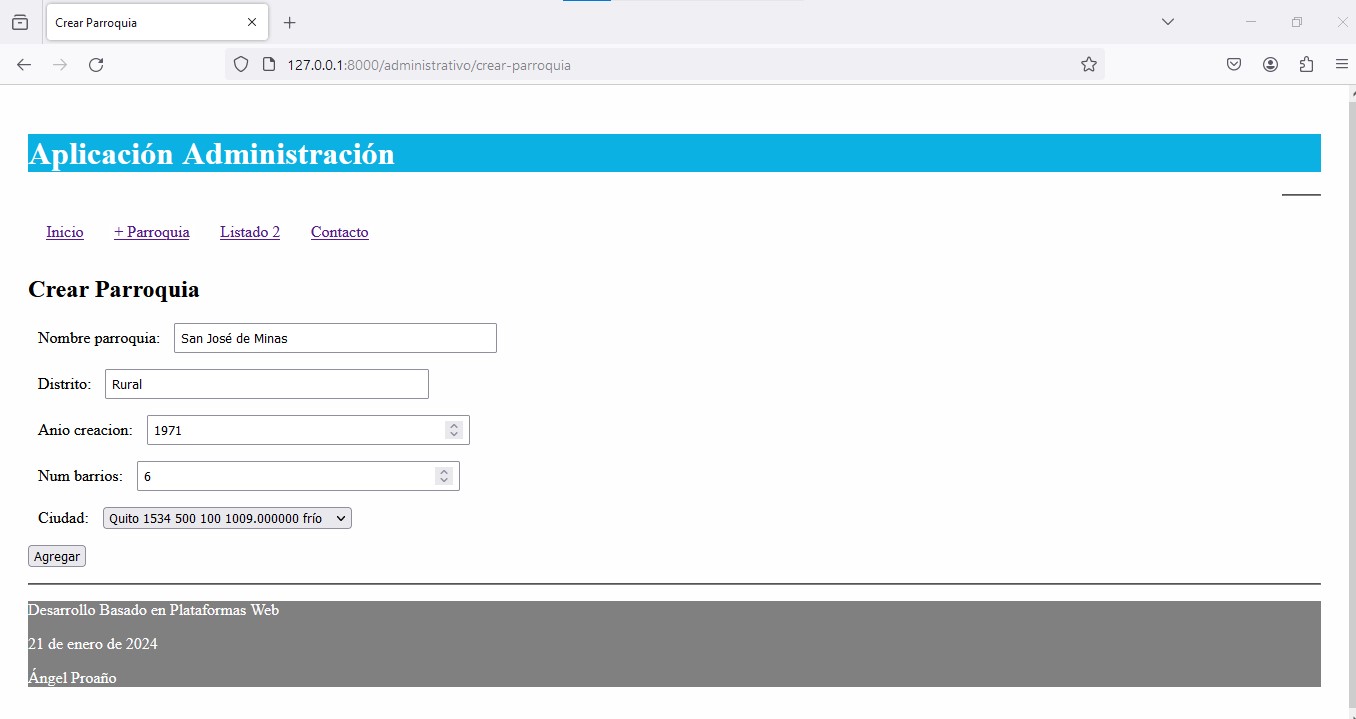 Crear Parroquia
127.0.0.1:8000/administrativo/crear-parroquia
Aplicación Administración
Inicio + Parroquia Listado 2 Contacto
Crear Parroquia
Nombre parroquia: San José de Minas
Distrito: Rural
Anio creacion: 1971
Num barrios: 6
Ciudad: Quito 1534 500 100 1009.000000 frío
Agregar
Desarrollo Basado en Plataformas Web
21 de enero de 2024
Ángel Proaño